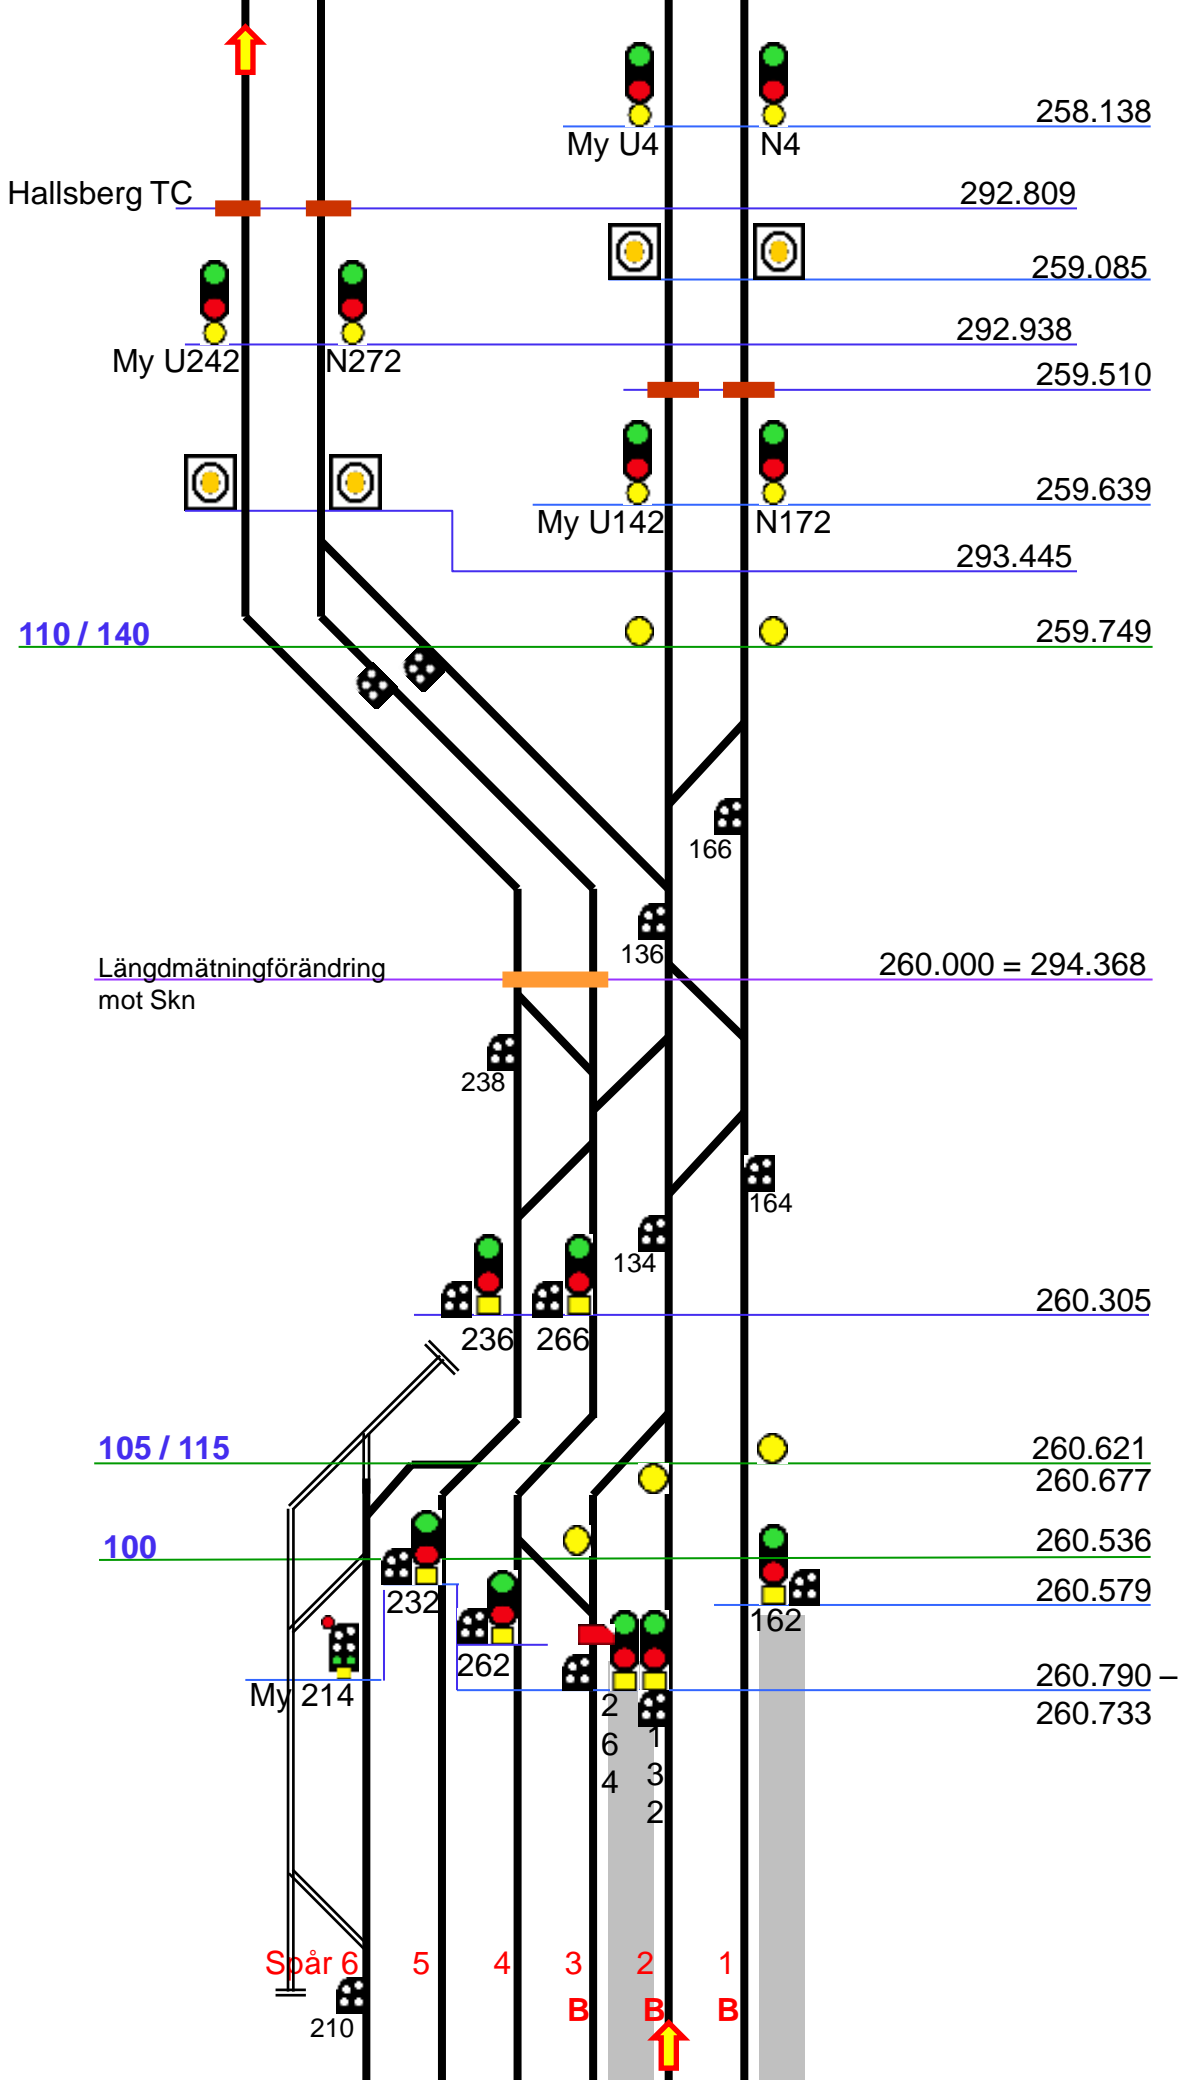 258.138
My U4
N4
Hallsberg TC
292.809
259.085
292.938
My U242
N272
259.510
259.639
My U142
N172
293.445
110 / 140
259.749
166
136
Längdmätningförändring
mot Skn
260.000 = 294.368
238
164
134
260.305
236
266
105 / 115
260.621
260.677
100
260.536
260.579
232
162
262
My 214
260.790 –
260.733
2
6
4
1
3
2
Spår 6
5
4
3
2
1
B
B
B
210